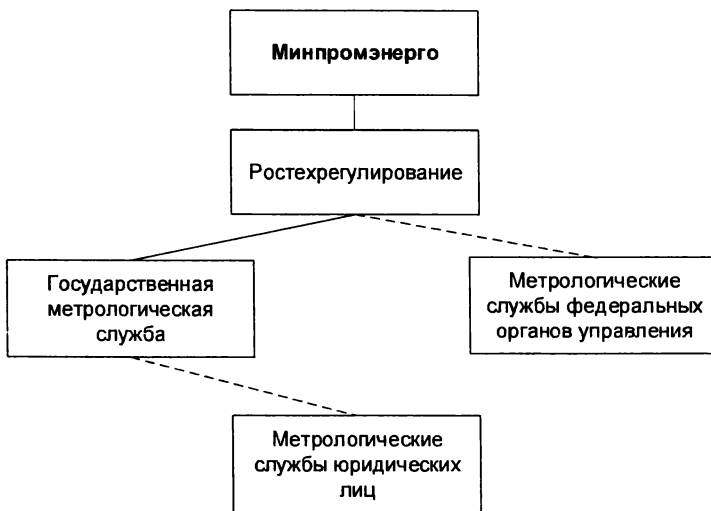 Минпромэнерго
Ростехрегулирование
Государственная
метрологическая
служба
Метрологические
службы федеральных
органов управления
Метрологические
службы юридических
лиц